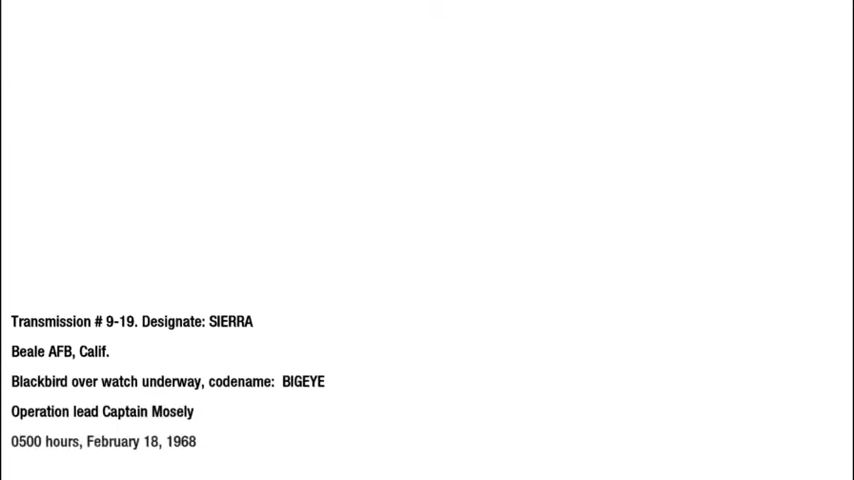 Transmission # 9-19. Designate: SIERRA
Beale AFB, Calif.
Blackbird over watch underway, codename: BIGEYE
Operation lead Captain Mosely
0500 hours, February 18, 1968